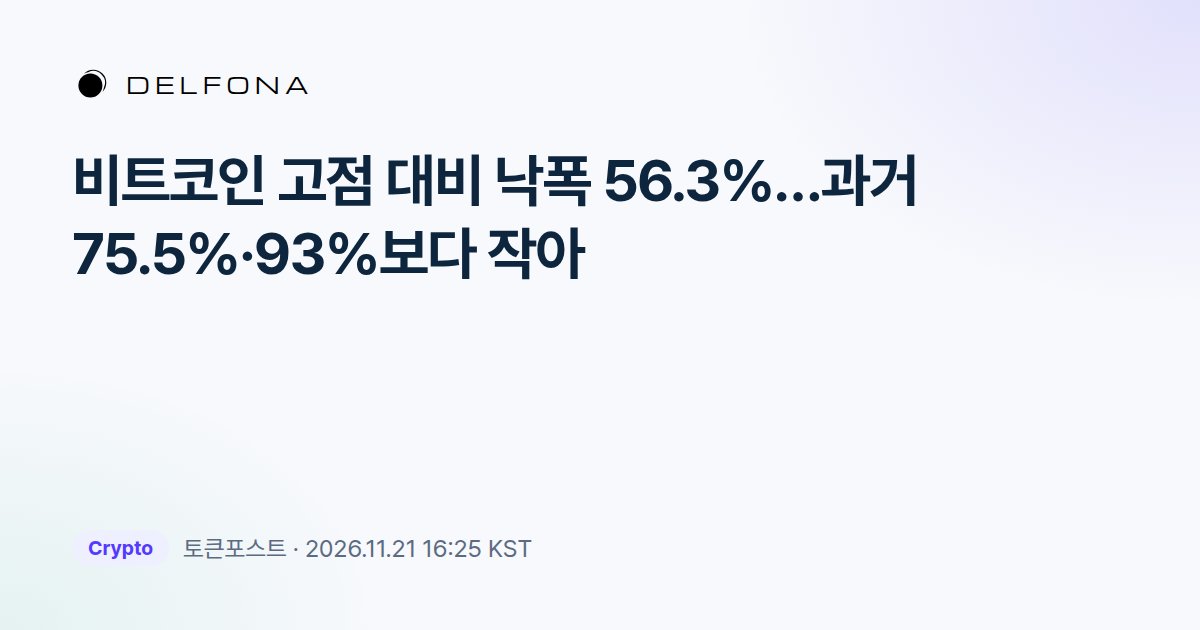 DELFONA
비트코인 고점 대비 낙폭 56.3%…과거
75.5%·93%보다 작아
Crypto 토큰포스트 · 2026.11.21 16:25 KST